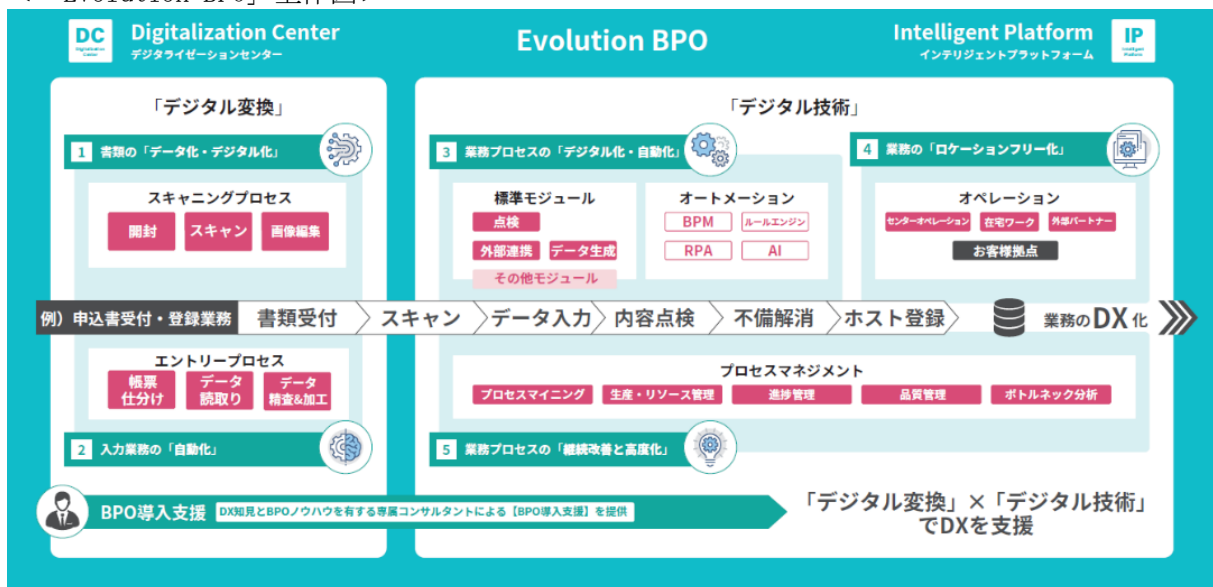 DC
Digitalization Center
デジタライゼーションセンター
Evolution BPO
Intelligent Platform
インテリジェントプラットフォーム
IP
「デジタル変換」
1 書類の「データ化・デジタル化」
スキャニングプロセス
開封 スキャン 画像編集
「デジタル技術」
3 業務プロセスの「デジタル化・自動化」
標準モジュール
点検
外部連携 データ生成
その他モジュール
オートメーション
BPM ルールエンジン
RPA AI
4 業務の「ロケーションフリー化」
オペレーション
センターオペレーション 在宅ワーク 外部パートナー
お客様拠点
例）申込書受付・登録業務 書類受付 スキャン データ入力 内容点検 不備解消 ホスト登録 業務のDX化
エントリープロセス
帳票 データ データ
仕分け 読取り 精査&加工
2 入力業務の「自動化」
プロセスマネジメント
プロセスマイニング 生産・リソース管理 進捗管理 品質管理 ボトルネック分析
5 業務プロセスの「継続改善と高度化」
BPO導入支援 DX知見とBPOノウハウを有する専属コンサルタントによる【BPO導入支援】を提供
「デジタル変換」×「デジタル技術」
でDXを支援